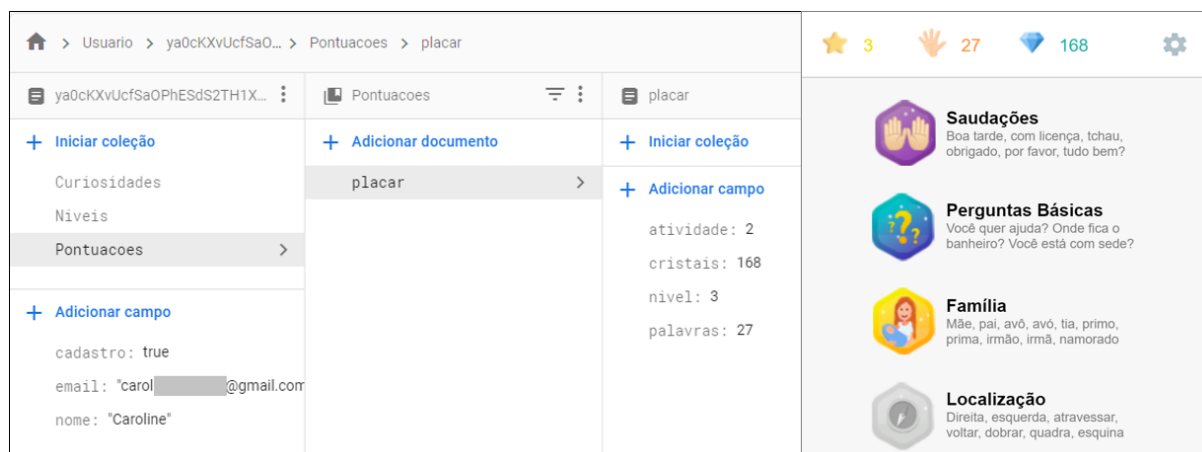 Usuario > ya0cKXvUcfSaO... > Pontuacoes > placar
ya0cKXvUcfSaOPhESdS2TH1X...
+ Iniciar coleção
Curiosidades
Niveis
Pontuacoes >
+ Adicionar campo
cadastro: true
email: "carol @gmail.com
nome: "Caroline"
Pontuacoes
+ Adicionar documento
placar >
placar
+ Iniciar coleção
+ Adicionar campo
atividade: 2
cristais: 168
nivel: 3
palavras: 27
3 27 168
Saudações
Boa tarde, com licença, tchau,
obrigado, por favor, tudo bem?
Perguntas Básicas
Você quer ajuda? Onde fica o
banheiro? Você está com sede?
Família
Mãe, pai, avô, avó, tia, primo,
prima, irmão, irmã, namorado
Localização
Direita, esquerda, atravessar,
voltar, dobrar, quadra, esquina